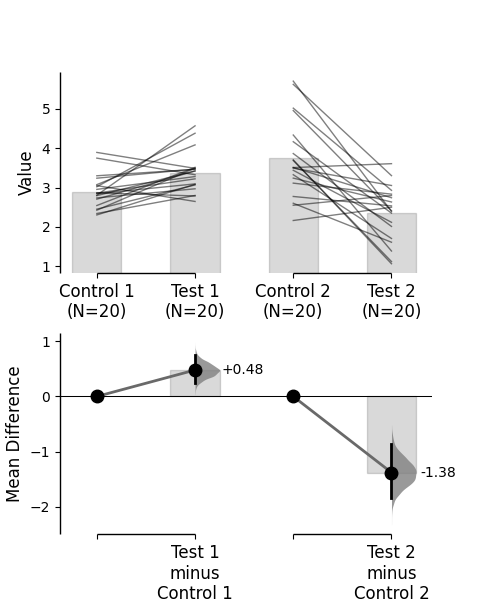 Value
5
4
3
2
1
Control 1 Test 1 Control 2 Test 2
(N=20) (N=20) (N=20) (N=20)
Mean Difference
1
0
−1
−2
+0.48
-1.38
Test 1 Test 2
minus minus
Control 1 Control 2